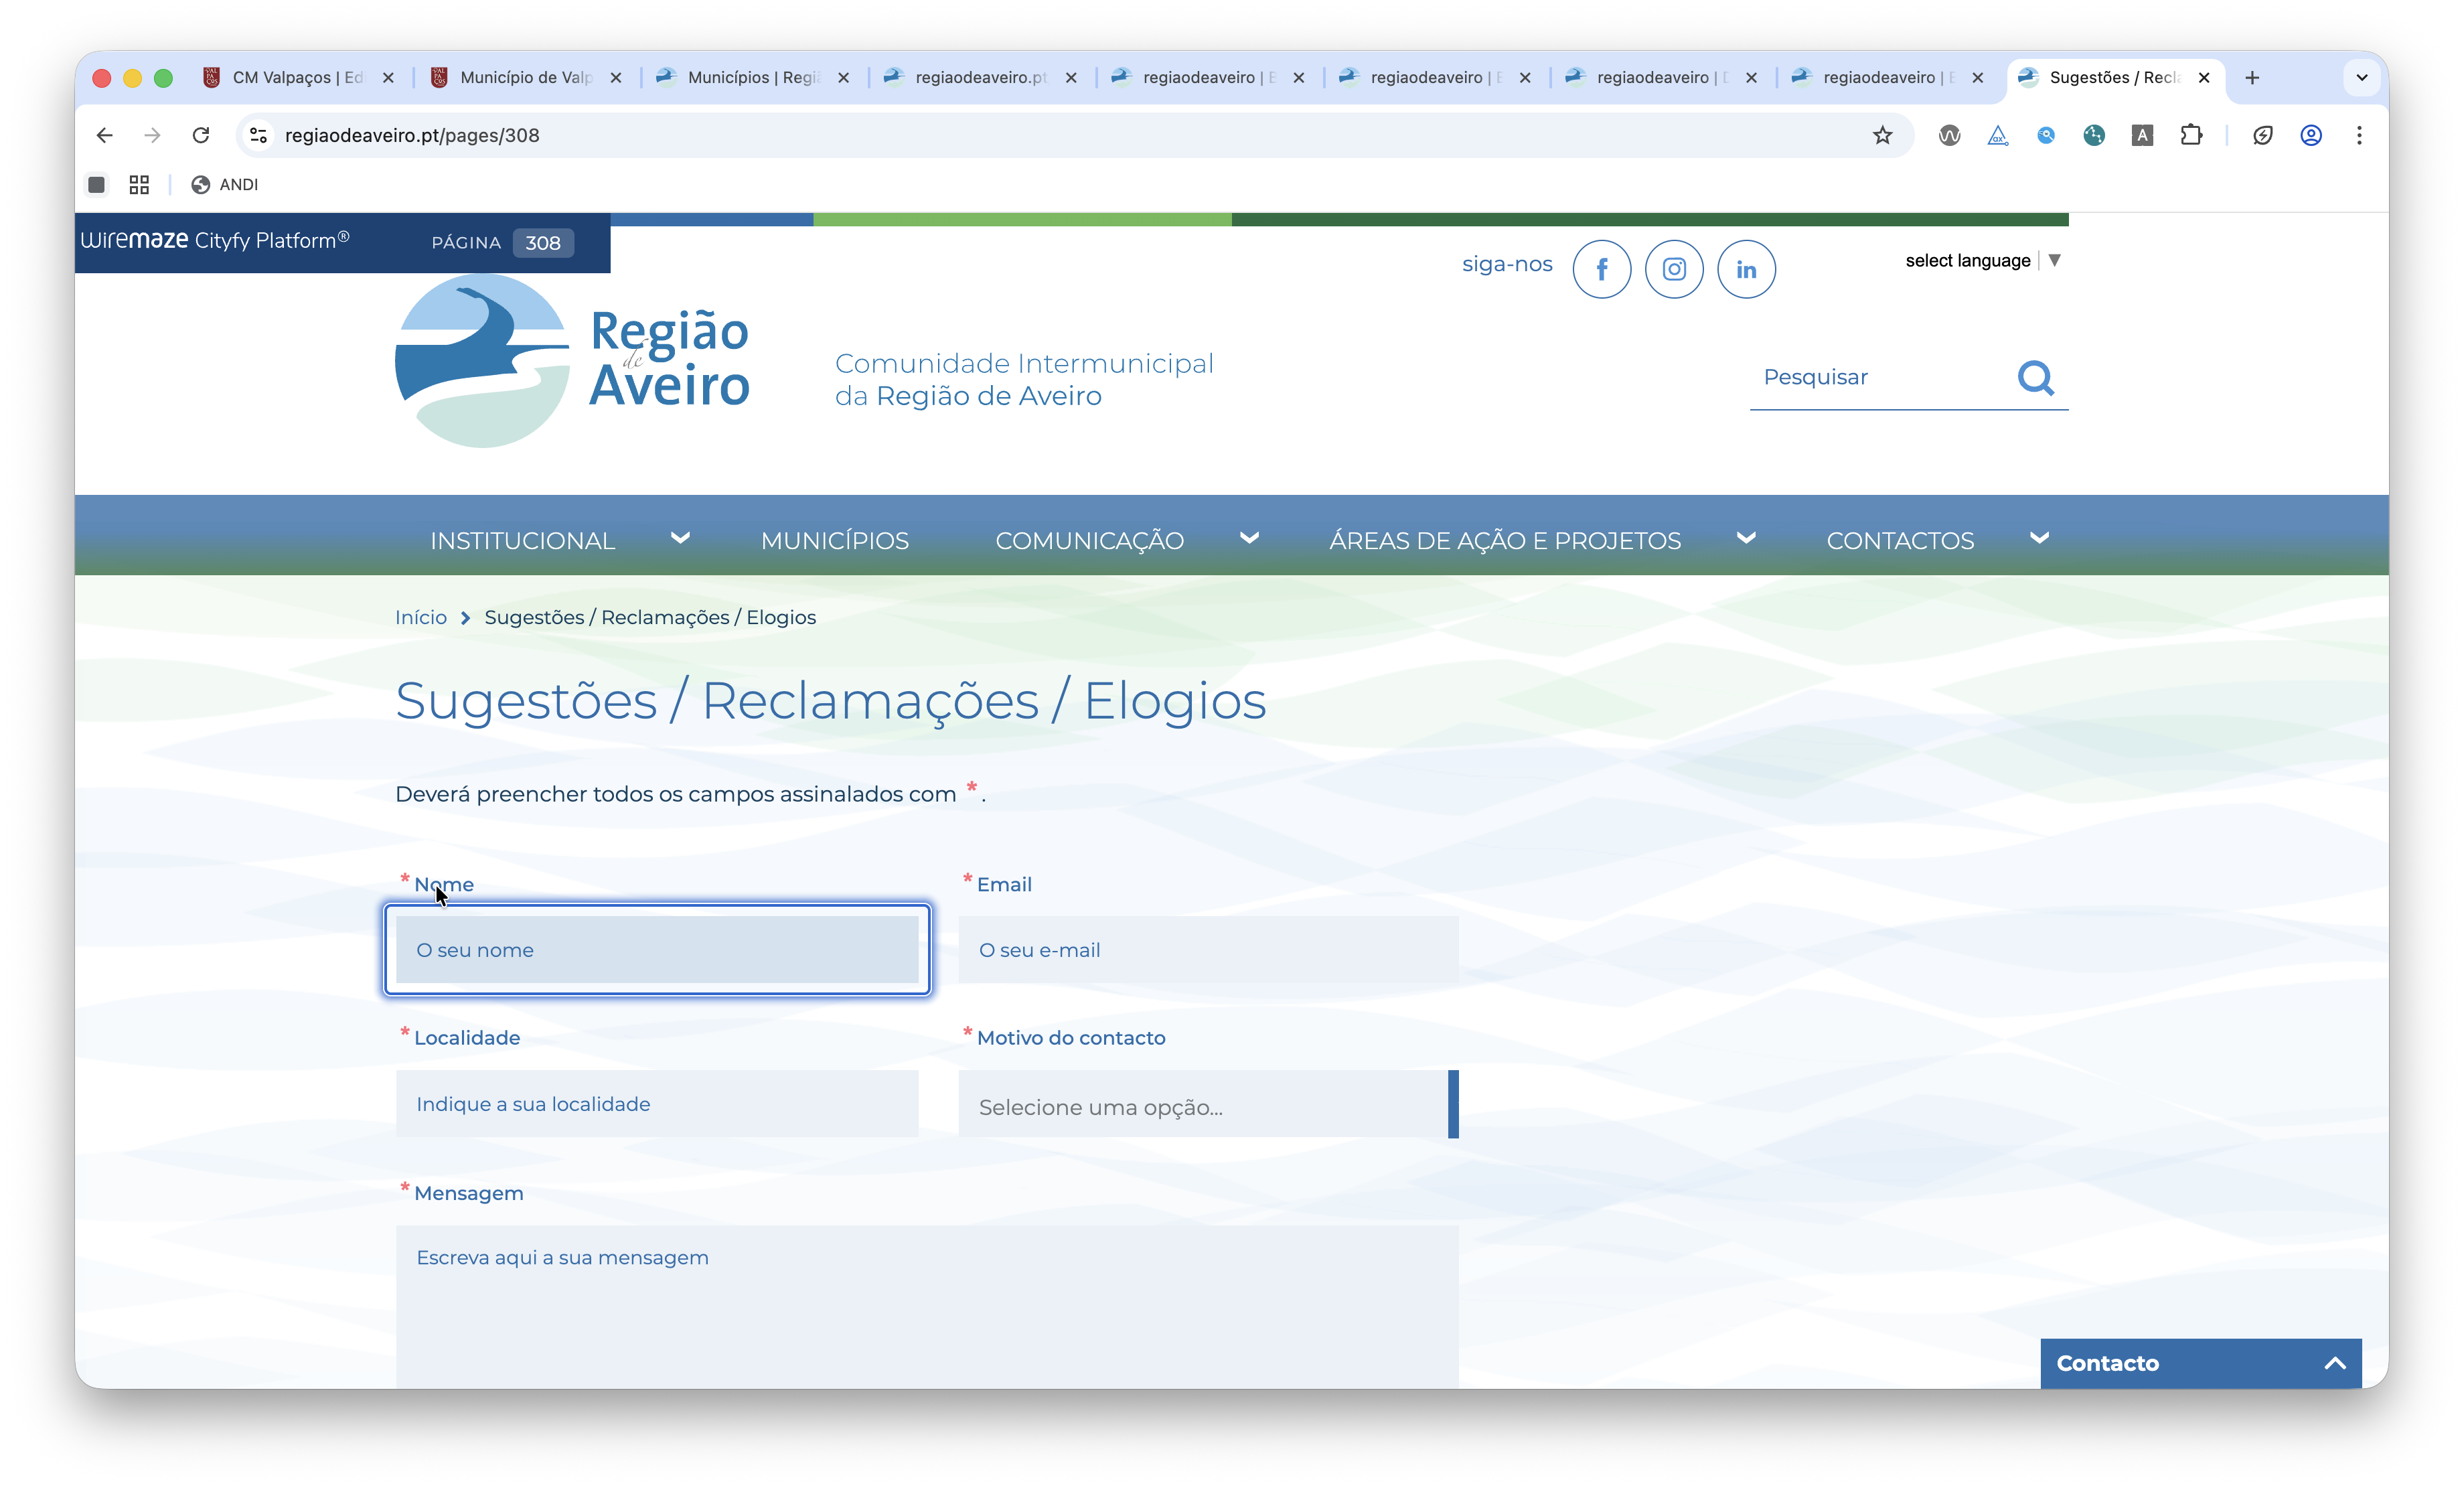 CM Valpaços | Ed
Município de Valp
Municípios | Regi
regiaodeaveiro.pt
regiaodeaveiro | E
regiaodeaveiro | E
regiaodeaveiro | D
regiaodeaveiro | E
Sugestões / Recl
regiaodeaveiro.pt/pages/308
A
ANDI
wiremaze Cityfy Platform®
PÁGINA 308
siga-nos
select language ▼
Região
de
Aveiro
Comunidade Intermunicipal
da Região de Aveiro
Pesquisar
INSTITUCIONAL
MUNICÍPIOS
COMUNICAÇÃO
ÁREAS DE AÇÃO E PROJETOS
CONTACTOS
Início > Sugestões / Reclamações / Elogios
Sugestões / Reclamações / Elogios
Deverá preencher todos os campos assinalados com * .
* Nome
* Email
O seu nome
O seu e-mail
* Localidade
* Motivo do contacto
Indique a sua localidade
Selecione uma opção...
* Mensagem
Escreva aqui a sua mensagem
Contacto